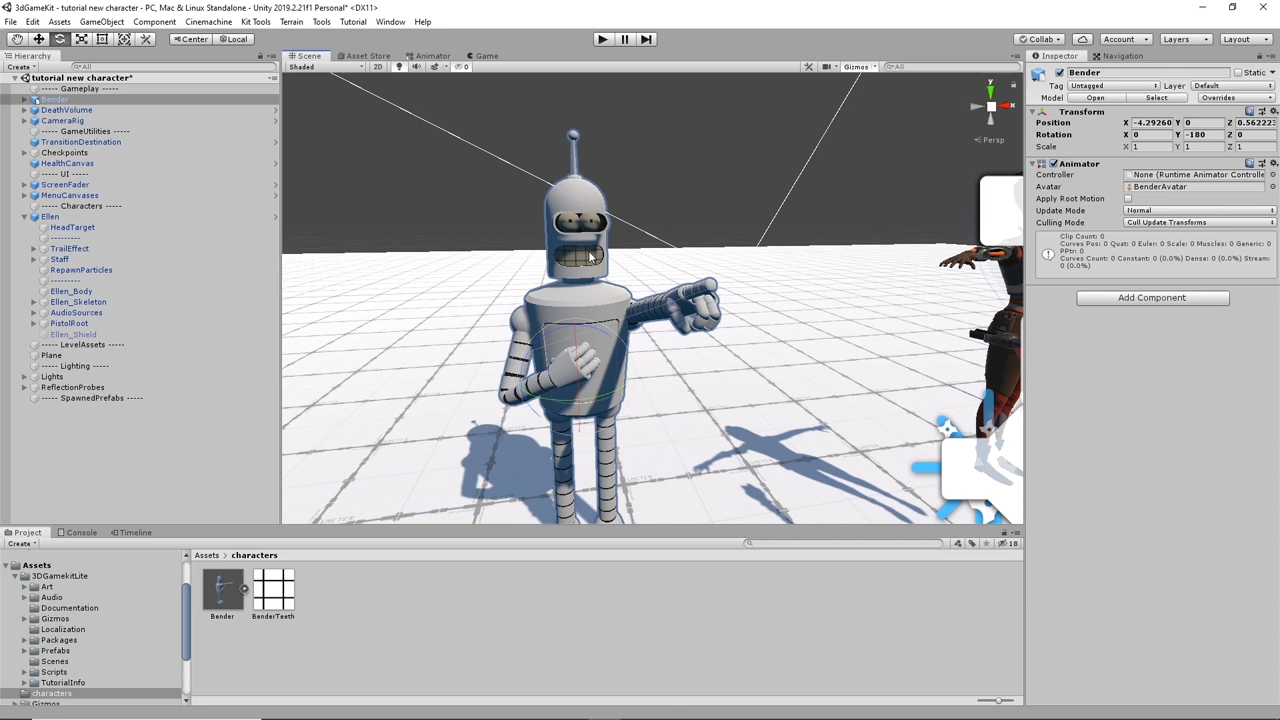 3dGameKit - tutorial new character - PC, Mac & Linux Standalone - Unity 2019.2.21f1 Personal* <DX11>
File Edit Assets GameObject Component Cinemachine Kit Tools Terrain Tools Tutorial Window Help
Center Local Collab Account Layers Layout
Hierarchy Scene Asset Store Animator Game Inspector Navigation
Create All Shaded 2D 0 Gizmos All
tutorial new character*
----- Gameplay -----
Bender
DeathVolume
CameraRig
----- GameUtilities -----
TransitionDestination
Checkpoints
HealthCanvas
----- UI -----
ScreenFader
MenuCanvases
----- Characters -----
Ellen
HeadTarget
---------
TrailEffect
Staff
RepawnParticles
---------
Ellen_Body
Ellen_Skeleton
AudioSources
PistolRoot
Ellen_Shield
----- LevelAssets -----
Plane
----- Lighting -----
Lights
ReflectionProbes
----- SpawnedPrefabs -----
y
x
Persp
Bender Static
Tag Untagged Layer Default
Model Open Select Overrides
Transform
Position X -4.29260 Y 0 Z 0.562223
Rotation X 0 Y -180 Z 0
Scale X 1 Y 1 Z 1
Animator
Controller None (Runtime Animator Controlle
Avatar BenderAvatar
Apply Root Motion
Update Mode Normal
Culling Mode Cull Update Transforms
Clip Count: 0
Curves Pos: 0 Quat: 0 Euler: 0 Scale: 0 Muscles: 0 Generic: 0
PPtr: 0
Curves Count: 0 Constant: 0 (0.0%) Dense: 0 (0.0%) Stream:
0 (0.0%)
Add Component
Project Console Timeline
Create 18
Assets
3DGamekitLite
Art
Audio
Documentation
Gizmos
Localization
Packages
Prefabs
Scenes
Scripts
TutorialInfo
characters
Gizmos
Assets > characters
Bender BenderTeeth